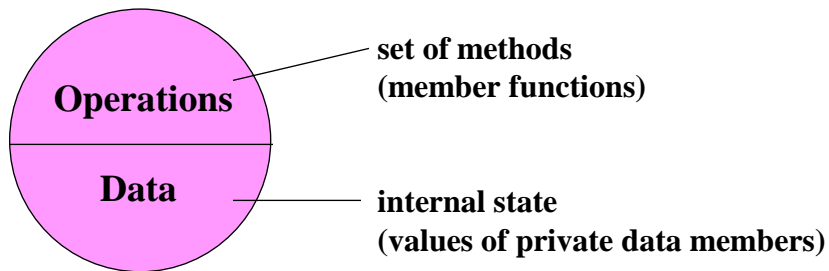 set of methods
(member functions)
Operations
Data
internal state
(values of private data members)